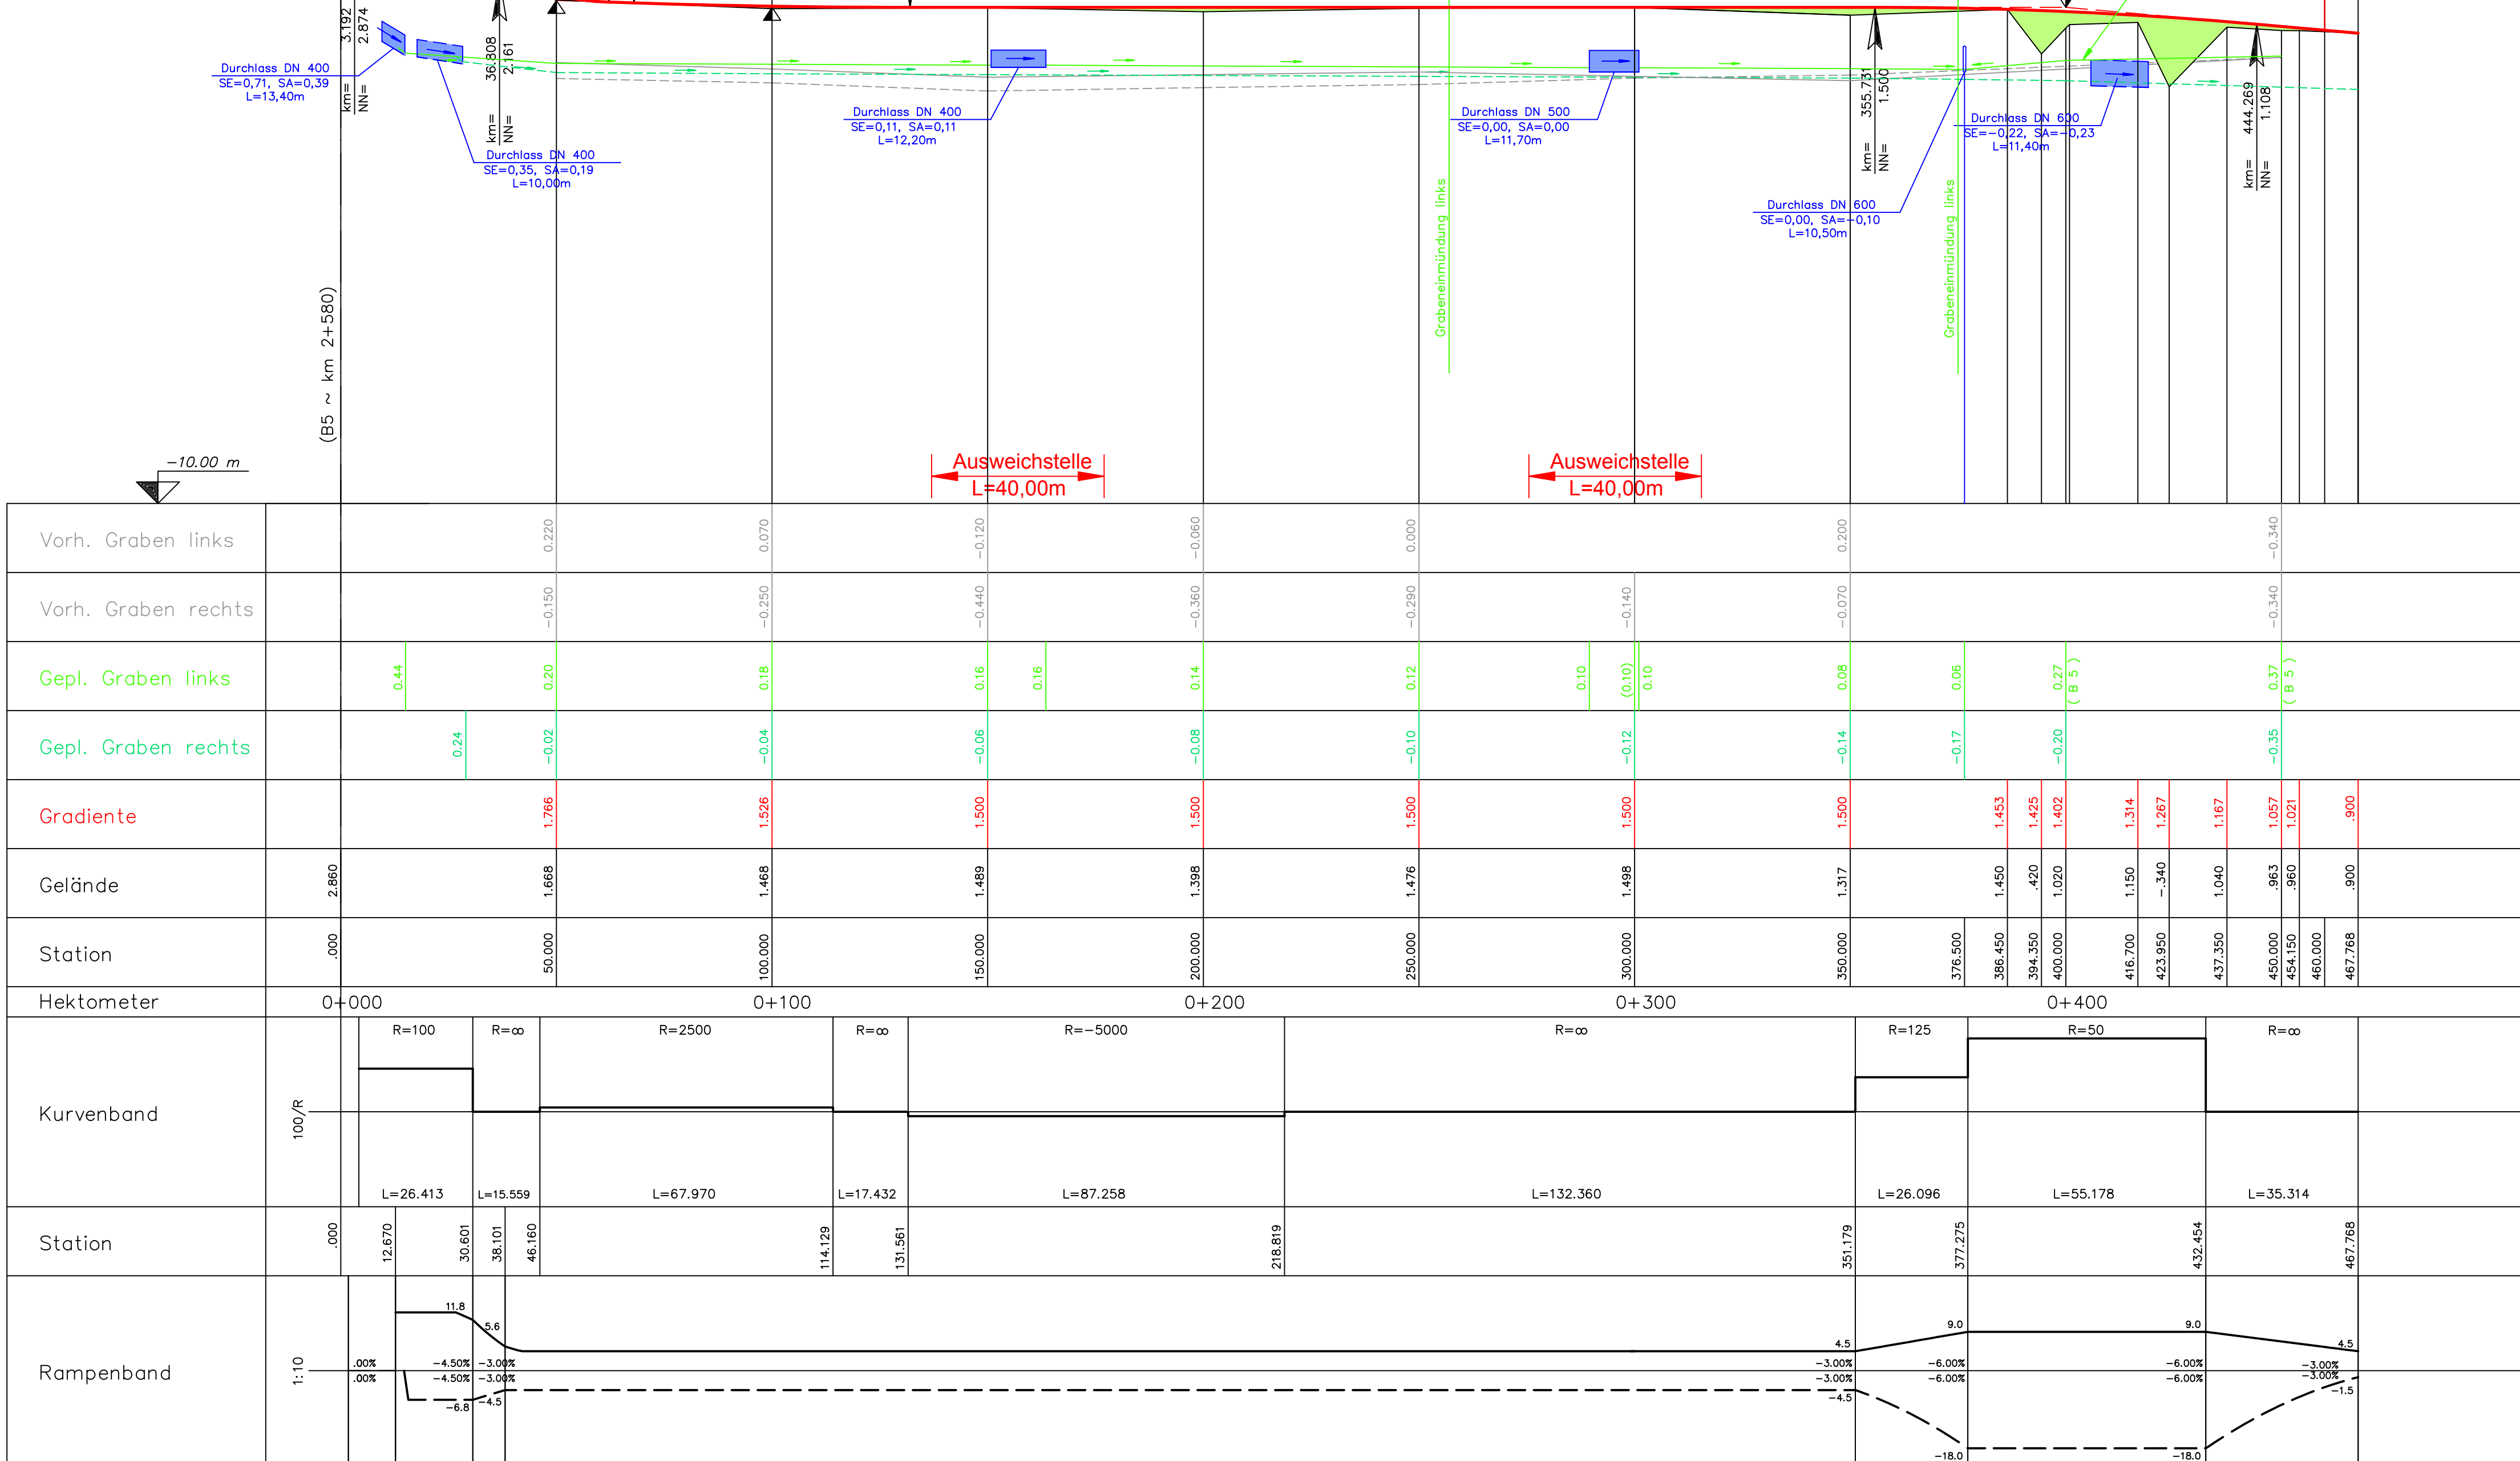 km= 3.192
NN= 2.874
km= 36.808
NN= 2.161
Durchlass DN 400
SE=0,71, SA=0,39
L=13,40m
Durchlass DN 400
SE=0,35, SA=0,19
L=10,00m
Durchlass DN 400
SE=0,11, SA=0,11
L=12,20m
Durchlass DN 500
SE=0,00, SA=0,00
L=11,70m
Durchlass DN 600
SE=0,00, SA=-0,10
L=10,50m
Durchlass DN 600
SE=-0,22, SA=-0,23
L=11,40m
km= 355.731
NN= 1.500
km= 444.269
NN= 1.108
Grabeneinmündung links
Grabeneinmündung links
(B5 ~ km 2+580)
-10.00 m
Ausweichstelle
L=40,00m
Ausweichstelle
L=40,00m
Vorh. Graben links 0.220 0.070 -0.120 -0.060 0.000 0.200 -0.340
Vorh. Graben rechts -0.150 -0.250 -0.440 -0.360 -0.290 -0.140 -0.070 -0.340
Gepl. Graben links 0.44 0.20 0.18 0.16 0.16 0.14 0.12 0.10 (0.10) 0.10 0.08 0.06 0.27 ( B 5 ) 0.37 ( B 5 )
Gepl. Graben rechts 0.24 -0.02 -0.04 -0.06 -0.08 -0.10 -0.12 -0.14 -0.17 -0.20 -0.35
Gradiente 1.766 1.526 1.500 1.500 1.500 1.500 1.500 1.453 1.425 1.402 1.314 1.267 1.167 1.057 1.021 .900
Gelände 2.860 1.668 1.468 1.489 1.398 1.476 1.498 1.317 1.450 .420 1.020 1.150 -.340 1.040 .963 .960 .900
Station .000 50.000 100.000 150.000 200.000 250.000 300.000 350.000 376.500 386.450 394.350 400.000 416.700 423.950 437.350 450.000 454.150 460.000 467.768
Hektometer 0+000 0+100 0+200 0+300 0+400
R=100 R=∞ R=2500 R=∞ R=-5000 R=∞ R=125 R=50 R=∞
Kurvenband 100/R
L=26.413 L=15.559 L=67.970 L=17.432 L=87.258 L=132.360 L=26.096 L=55.178 L=35.314
Station .000 12.670 30.601 38.101 46.160 114.129 131.561 218.819 351.179 377.275 432.454 467.768
11.8 5.6 4.5 9.0 9.0 4.5
Rampenband 1:10
.00% -4.50% -3.00% -3.00% -6.00% -6.00% -3.00%
.00% -4.50% -3.00% -3.00% -6.00% -6.00% -3.00%
-6.8 -4.5 -4.5 -18.0 -18.0 -1.5